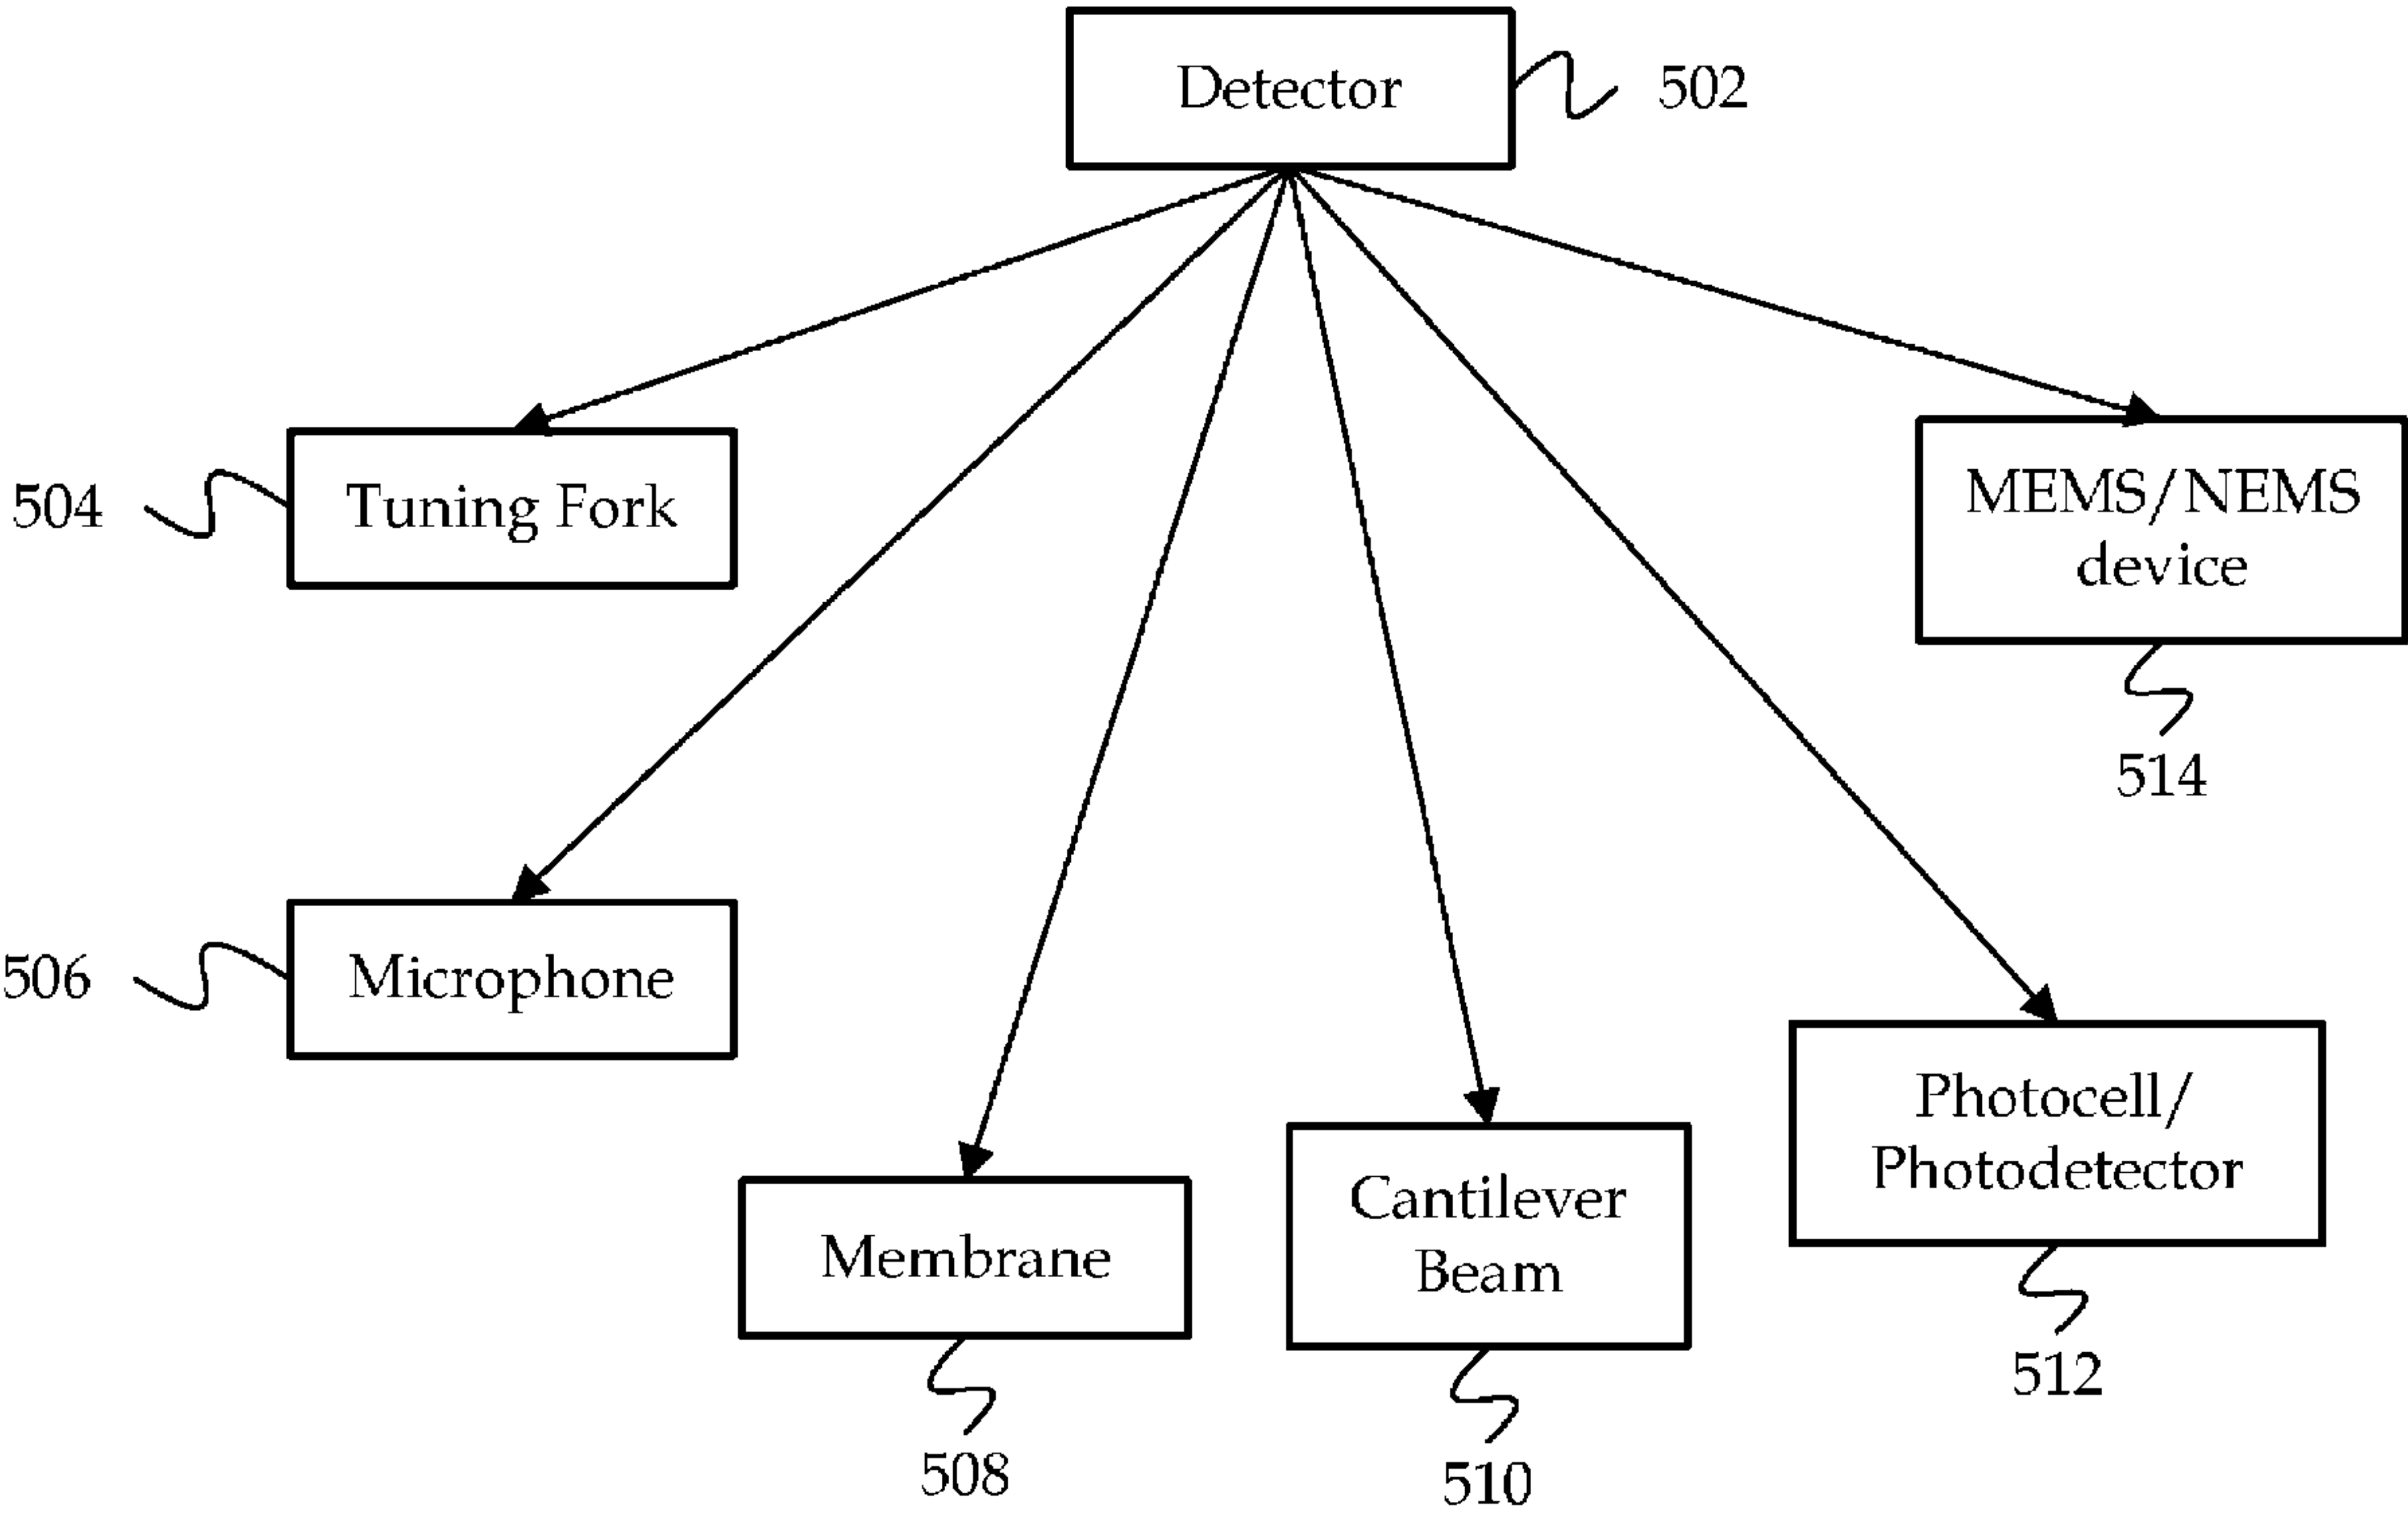 Detector
502
504
Tuning Fork
MEMS/NEMS
device
514
506
Microphone
Membrane
508
Cantilever
Beam
510
Photocell/
Photodetector
512